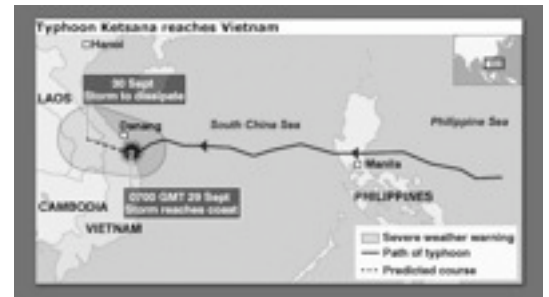 Typhoon Ketsana reaches Vietnam
Hanoi
30 Sept
Storm to dissipate
LAOS
Danang
South China Sea
Philippine Sea
Manila
0700 GMT 29 Sept
Storm reaches coast
PHILIPPINES
CAMBODIA
VIETNAM
Severe weather warning
Path of typhoon
Predicted course